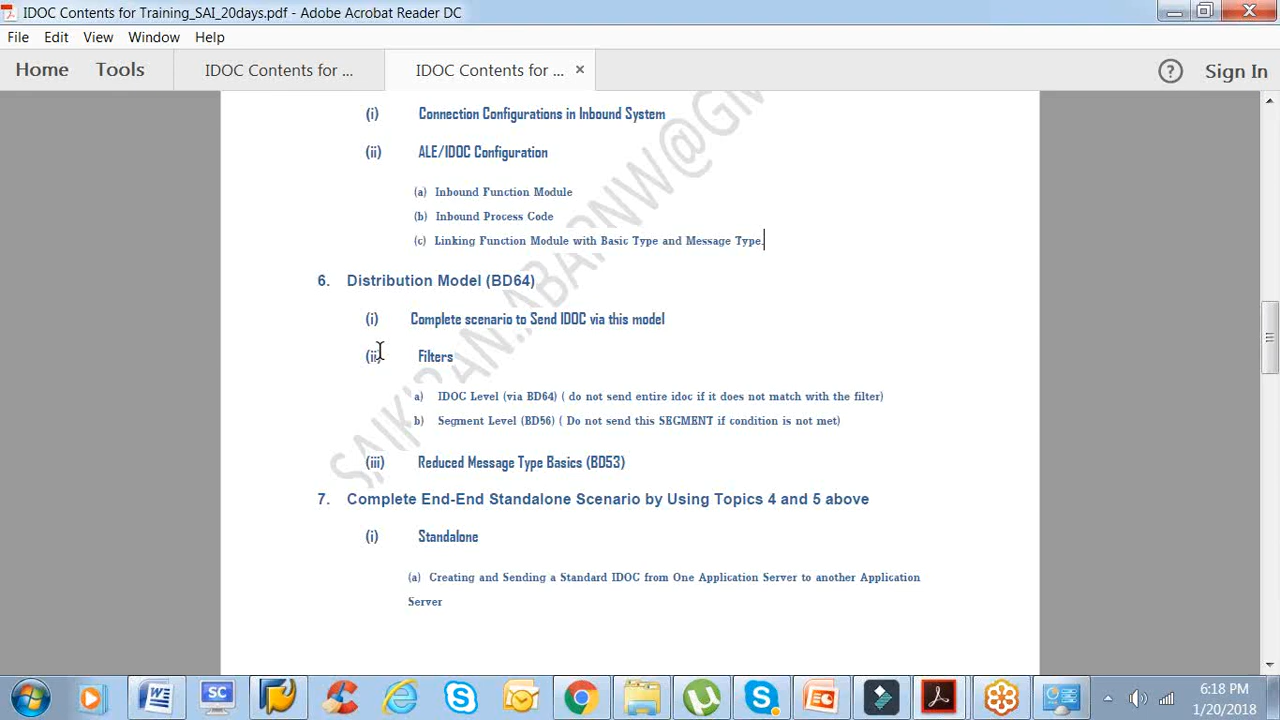 IDOC Contents for Training_SAI_20days.pdf - Adobe Acrobat Reader DC
File Edit View Window Help
Home Tools IDOC Contents for ... IDOC Contents for ... × ? Sign In
(i) Connection Configurations in Inbound System
(ii) ALE/IDOC Configuration
(a) Inbound Function Module
(b) Inbound Process Code
(c) Linking Function Module with Basic Type and Message Type.
6. Distribution Model (BD64)
(i) Complete scenario to Send IDOC via this model
(ii) Filters
a) IDOC Level (via BD64) ( do not send entire idoc if it does not match with the filter)
b) Segment Level (BD56) ( Do not send this SEGMENT if condition is not met)
(iii) Reduced Message Type Basics (BD53)
7. Complete End-End Standalone Scenario by Using Topics 4 and 5 above
(i) Standalone
(a) Creating and Sending a Standard IDOC from One Application Server to another Application
Server
SC
6:18 PM
1/20/2018